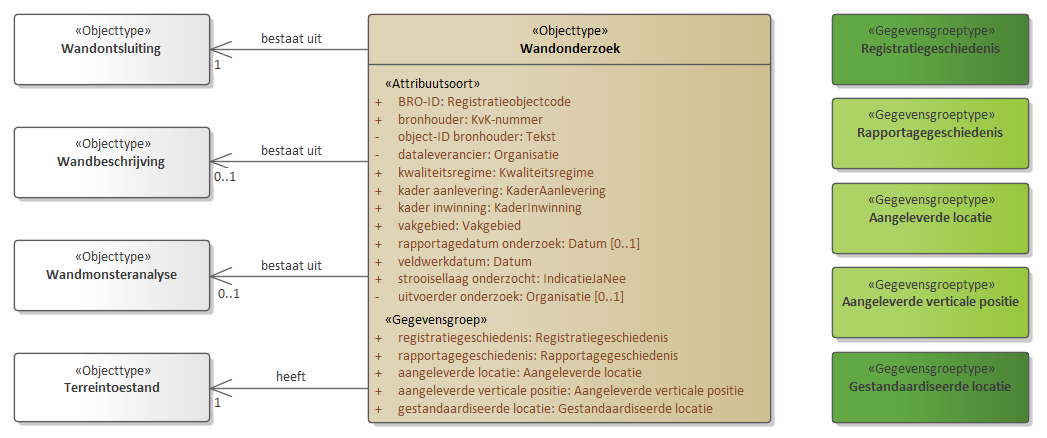 «Objecttype»
Wandontsluiting
bestaat uit
1
«Objecttype»
Wandbeschrijving
bestaat uit
0..1
«Objecttype»
Wandmonsteranalyse
bestaat uit
0..1
«Objecttype»
Terreintoestand
heeft
1
«Objecttype»
Wandonderzoek
«Attribuutsoort»
+ BRO-ID: Registratieobjectcode
+ bronhouder: KvK-nummer
- object-ID bronhouder: Tekst
- dataleverancier: Organisatie
+ kwaliteitsregime: Kwaliteitsregime
+ kader aanlevering: KaderAanlevering
+ kader inwinning: KaderInwinning
+ vakgebied: Vakgebied
+ rapportagedatum onderzoek: Datum [0..1]
+ veldwerkdatum: Datum
+ strooisellaag onderzocht: IndicatieJaNee
- uitvoerder onderzoek: Organisatie [0..1]
«Gegevensgroep»
+ registratiegeschiedenis: Registratiegeschiedenis
+ rapportagegeschiedenis: Rapportagegeschiedenis
+ aangeleverde locatie: Aangeleverde locatie
+ aangeleverde verticale positie: Aangeleverde verticale positie
+ gestandaardiseerde locatie: Gestandaardiseerde locatie
«Gegevensgroeptype»
Registratiegeschiedenis
«Gegevensgroeptype»
Rapportagegeschiedenis
«Gegevensgroeptype»
Aangeleverde locatie
«Gegevensgroeptype»
Aangeleverde verticale positie
«Gegevensgroeptype»
Gestandaardiseerde locatie